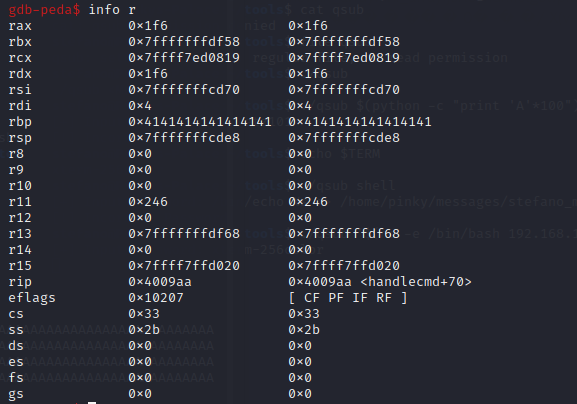 gdb-peda$ info r
rax 0x1f6 0x1f6
rbx 0x7fffffffdf58 0x7fffffffdf58
rcx 0x7ffff7ed0819 0x7ffff7ed0819
rdx 0x1f6 0x1f6
rsi 0x7fffffffcd70 0x7fffffffcd70
rdi 0x4 0x4
rbp 0x4141414141414141 0x4141414141414141
rsp 0x7fffffffcde8 0x7fffffffcde8
r8 0x0 0x0
r9 0x0 0x0
r10 0x0 0x0
r11 0x246 0x246
r12 0x0 0x0
r13 0x7fffffffdf68 0x7fffffffdf68
r14 0x0 0x0
r15 0x7ffff7ffd020 0x7ffff7ffd020
rip 0x4009aa 0x4009aa <handlecmd+70>
eflags 0x10207 [ CF PF IF RF ]
cs 0x33 0x33
ss 0x2b 0x2b
ds 0x0 0x0
es 0x0 0x0
fs 0x0 0x0
gs 0x0 0x0